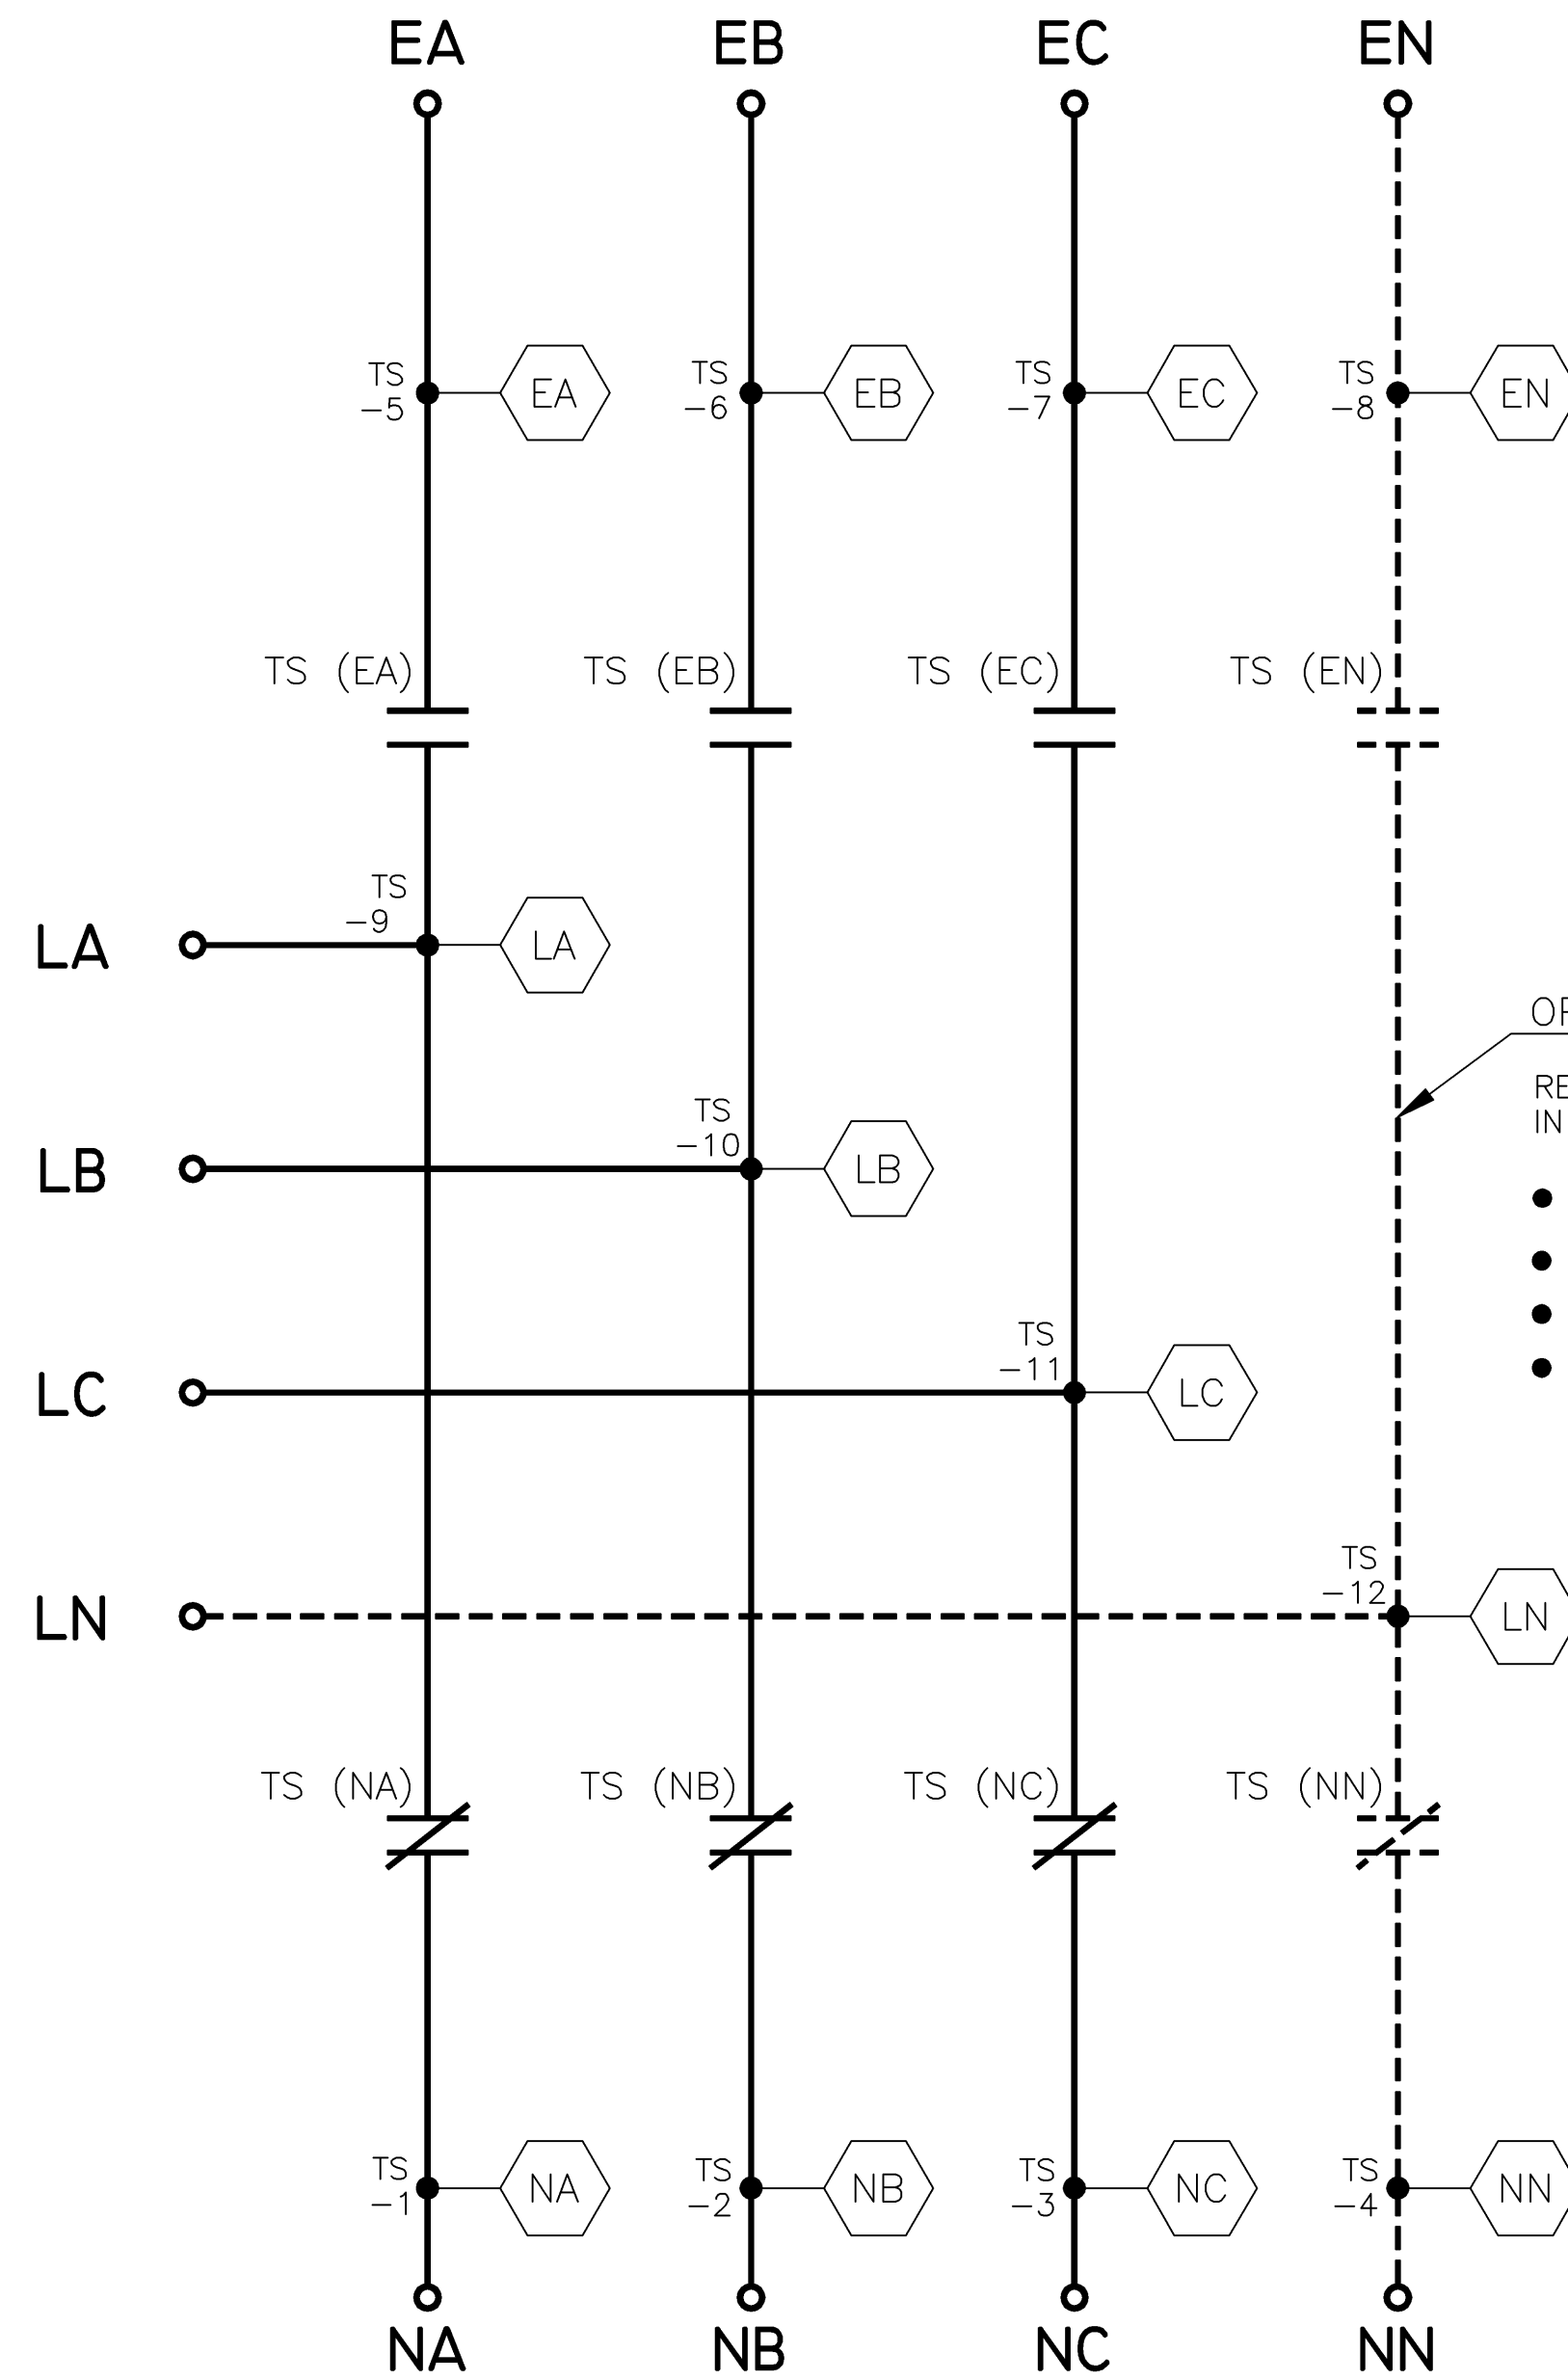 EA EB EC EN
TS TS TS TS
-5 EA -6 EB -7 EC -8 EN
TS (EA) TS (EB) TS (EC) TS (EN)
TS
-9
LA LA
OP
RE
IN
TS
-10
LB LB
TS
-11
LC LC
TS
-12
LN LN
TS (NA) TS (NB) TS (NC) TS (NN)
TS TS TS TS
-1 NA -2 NB -3 NC -4 NN
NA NB NC NN